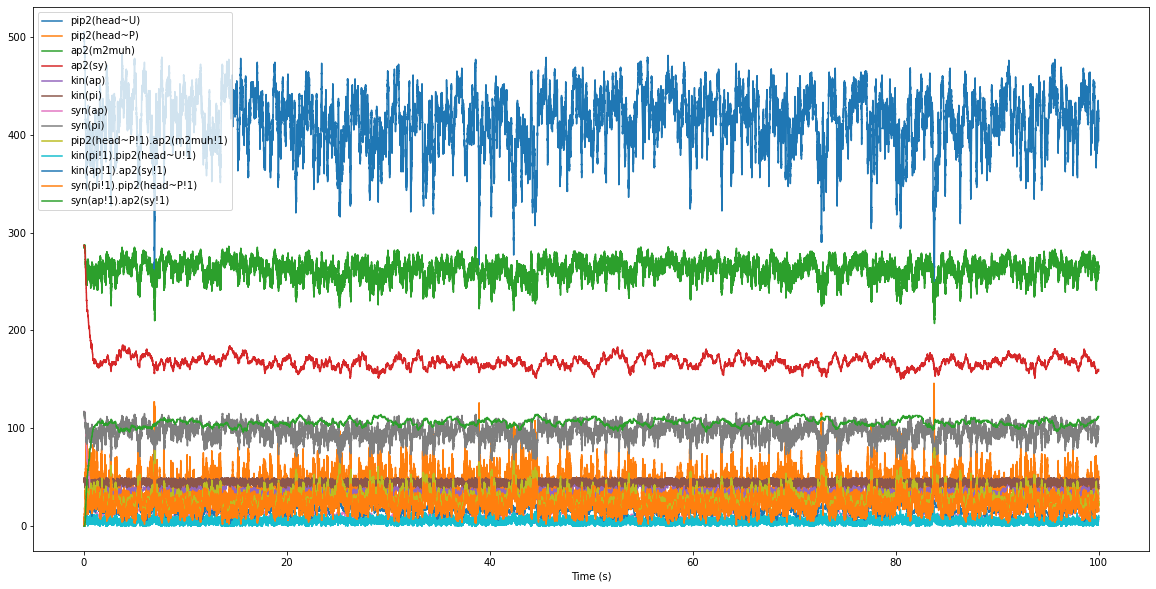 500
400
300
200
100
0
pip2(head~U)
pip2(head~P)
ap2(m2muh)
ap2(sy)
kin(ap)
kin(pi)
syn(ap)
syn(pi)
pip2(head~P!1).ap2(m2muh!1)
kin(pi!1).pip2(head~U!1)
kin(ap!1).ap2(sy!1)
syn(pi!1).pip2(head~P!1)
syn(ap!1).ap2(sy!1)
0 20 40 60 80 100
Time (s)